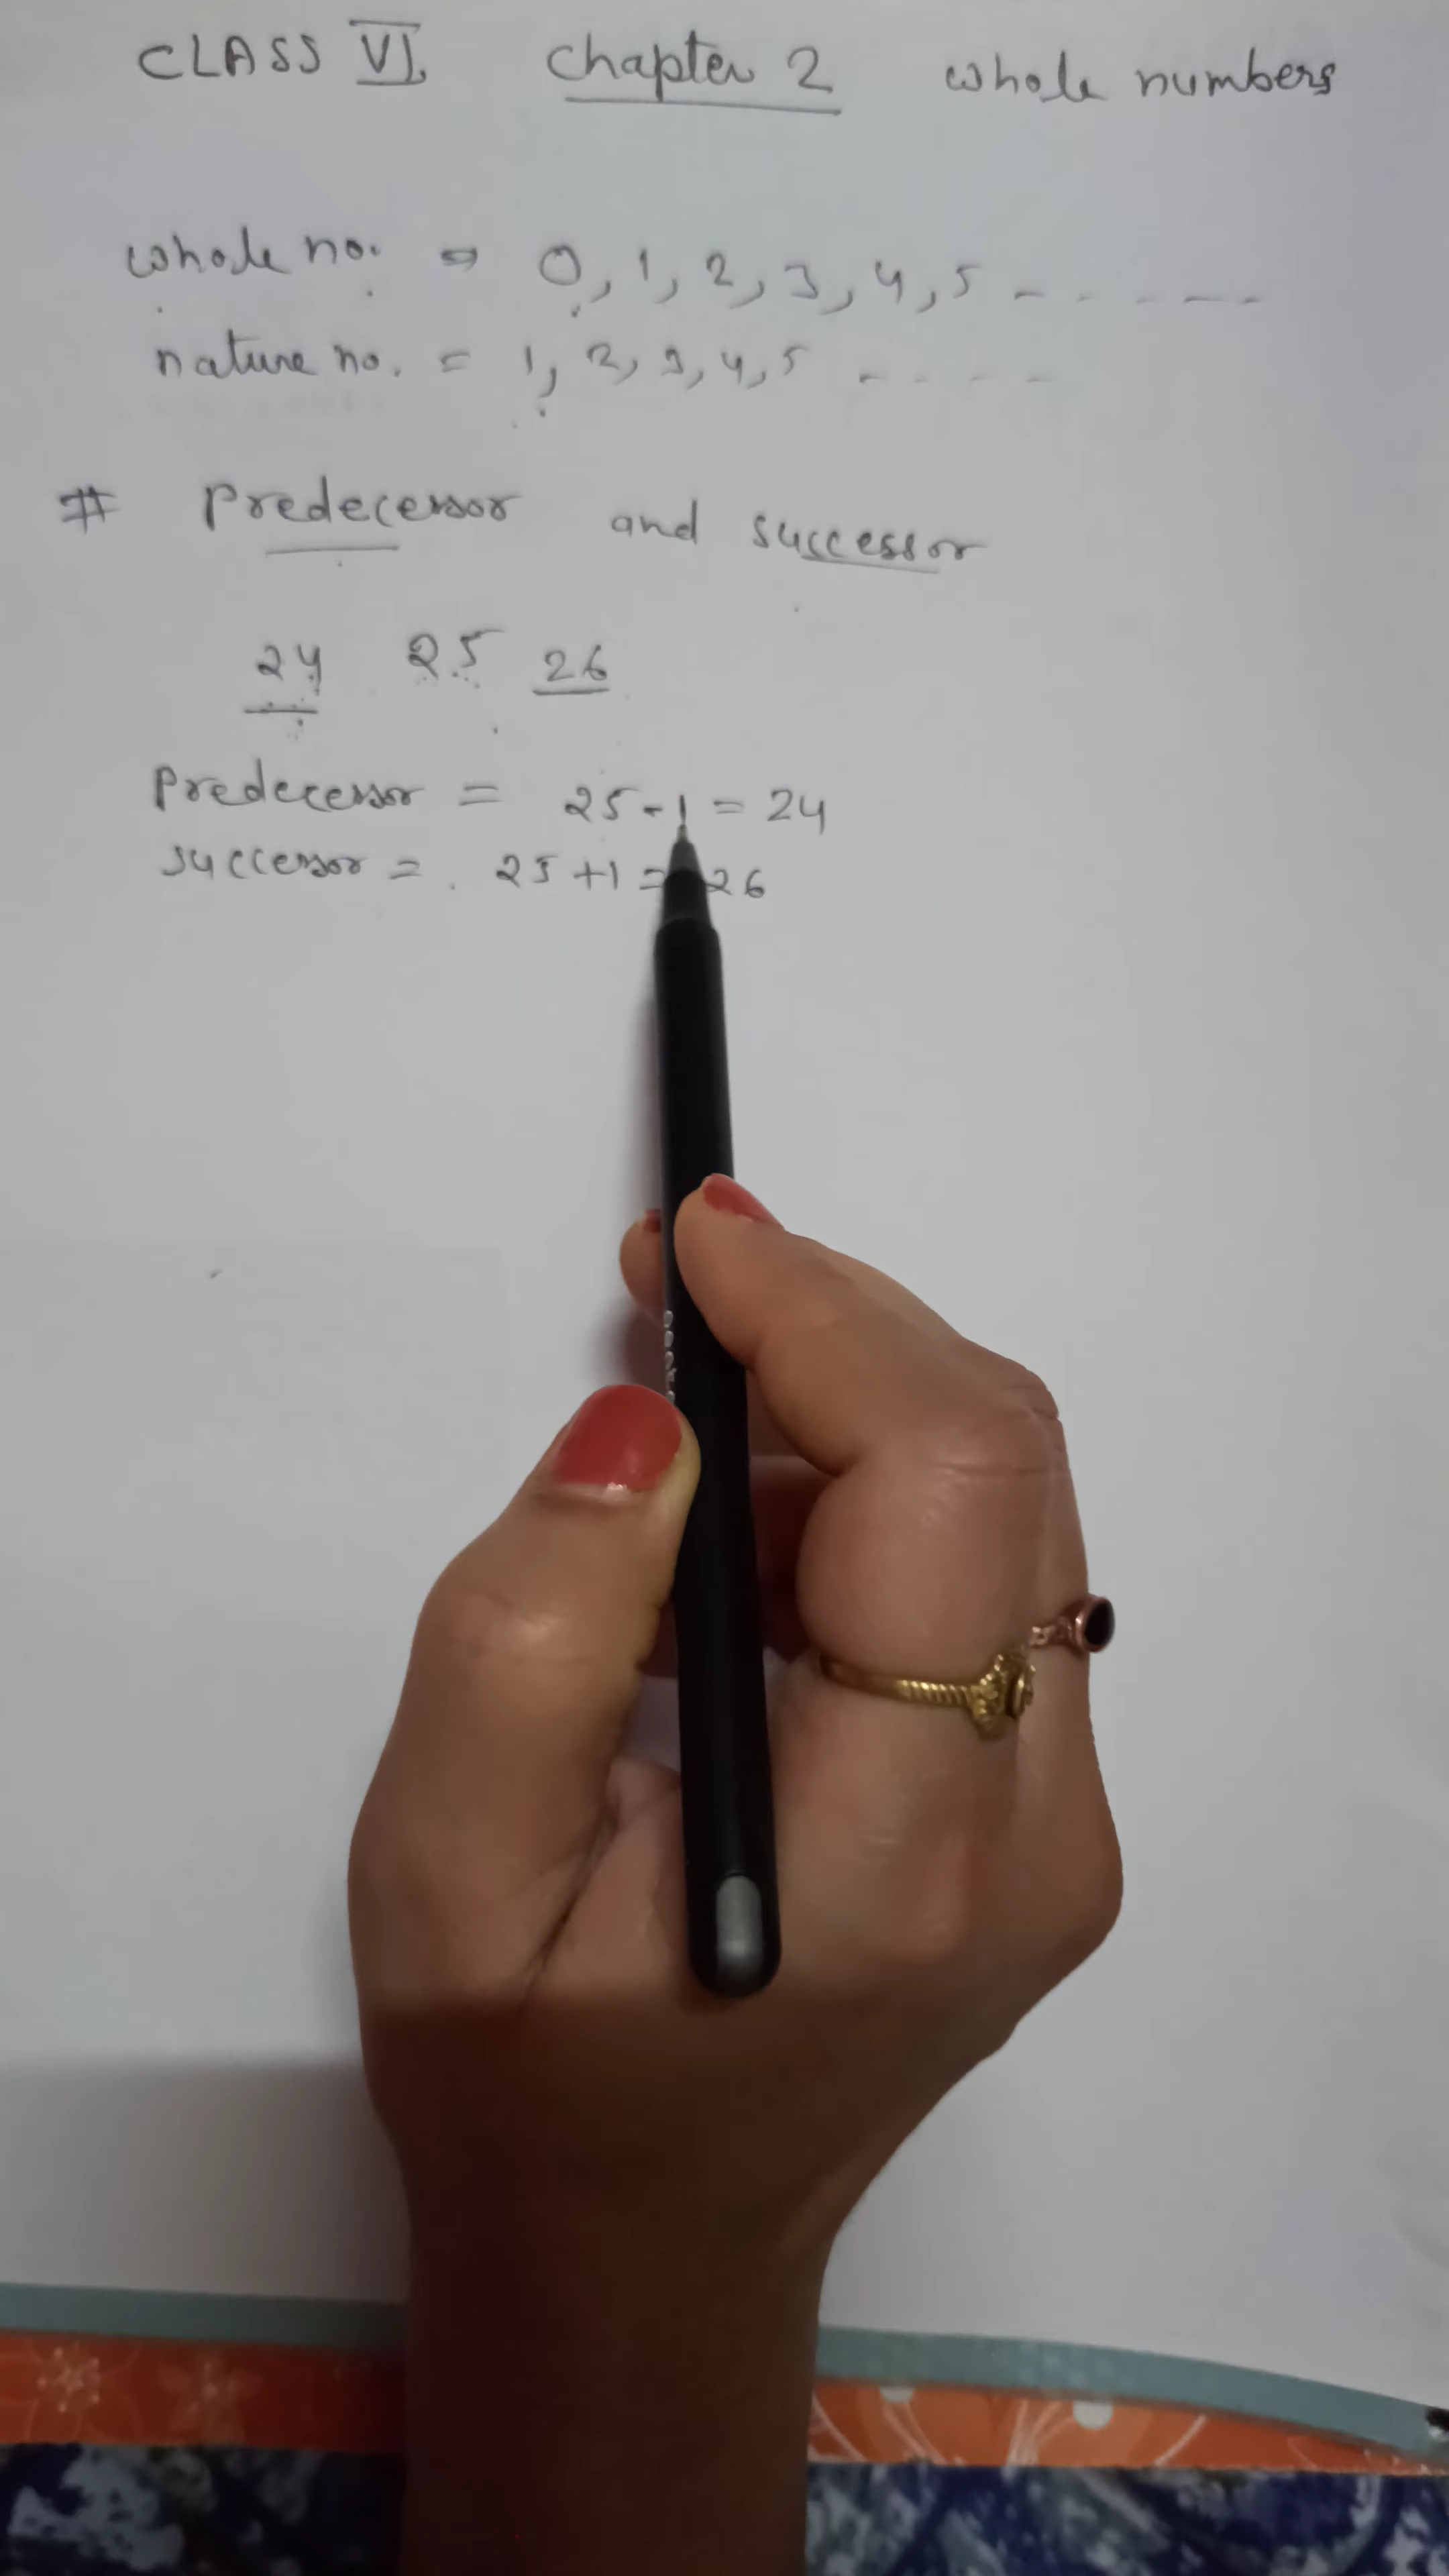 CLASS VI Chapter 2 whole numbers
whole no. ⇒ 0, 1, 2, 3, 4, 5 - - - - - -
nature no. = 1, 2, 3, 4, 5 - - - -
# Predecessor and successor
24 25 26
Predecessor = 25 - 1 = 24
successor = . 25 + 1 = 26